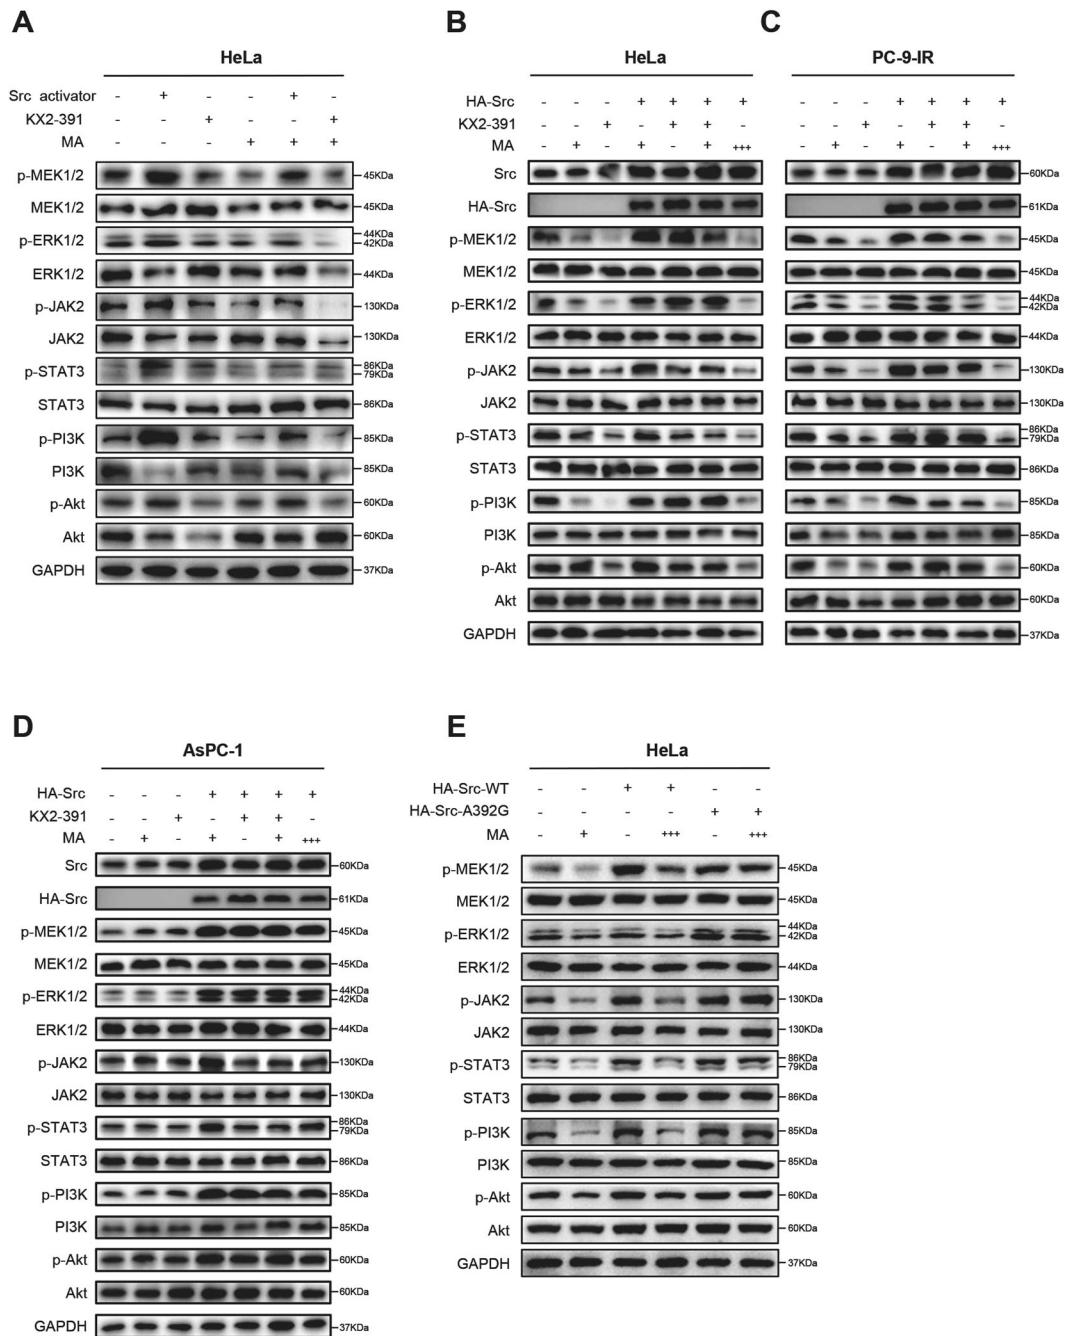 A
HeLa
Src activator - + - - + -
KX2-391 - - + - - +
MA - - - + + +
p-MEK1/2 45KDa
MEK1/2 45KDa
p-ERK1/2 44KDa
42KDa
ERK1/2 44KDa
p-JAK2 130KDa
JAK2 130KDa
p-STAT3 86KDa
79KDa
STAT3 86KDa
p-PI3K 85KDa
PI3K 85KDa
p-Akt 60KDa
Akt 60KDa
GAPDH 37KDa
B
HeLa
HA-Src - - - + + + +
KX2-391 - - + - + + -
MA - + - + - + +++
C
PC-9-IR
- - - + + + +
- - + - + + -
- + - + - + +++
Src 60KDa
HA-Src 61KDa
p-MEK1/2 45KDa
MEK1/2 45KDa
p-ERK1/2 44KDa
42KDa
ERK1/2 44KDa
p-JAK2 130KDa
JAK2 130KDa
p-STAT3 86KDa
79KDa
STAT3 86KDa
p-PI3K 85KDa
PI3K 85KDa
p-Akt 60KDa
Akt 60KDa
GAPDH 37KDa
D
AsPC-1
HA-Src - - - + + + +
KX2-391 - - + - + + -
MA - + - + - + +++
Src 60KDa
HA-Src 61KDa
p-MEK1/2 45KDa
MEK1/2 45KDa
p-ERK1/2 44KDa
42KDa
ERK1/2 44KDa
p-JAK2 130KDa
JAK2 130KDa
p-STAT3 86KDa
79KDa
STAT3 86KDa
p-PI3K 85KDa
PI3K 85KDa
p-Akt 60KDa
Akt 60KDa
GAPDH 37KDa
E
HeLa
HA-Src-WT - - + + - -
HA-Src-A392G - - - - + +
MA - + - +++ - +++
p-MEK1/2 45KDa
MEK1/2 45KDa
p-ERK1/2 44KDa
42KDa
ERK1/2 44KDa
p-JAK2 130KDa
JAK2 130KDa
p-STAT3 86KDa
79KDa
STAT3 86KDa
p-PI3K 85KDa
PI3K 85KDa
p-Akt 60KDa
Akt 60KDa
GAPDH 37KDa